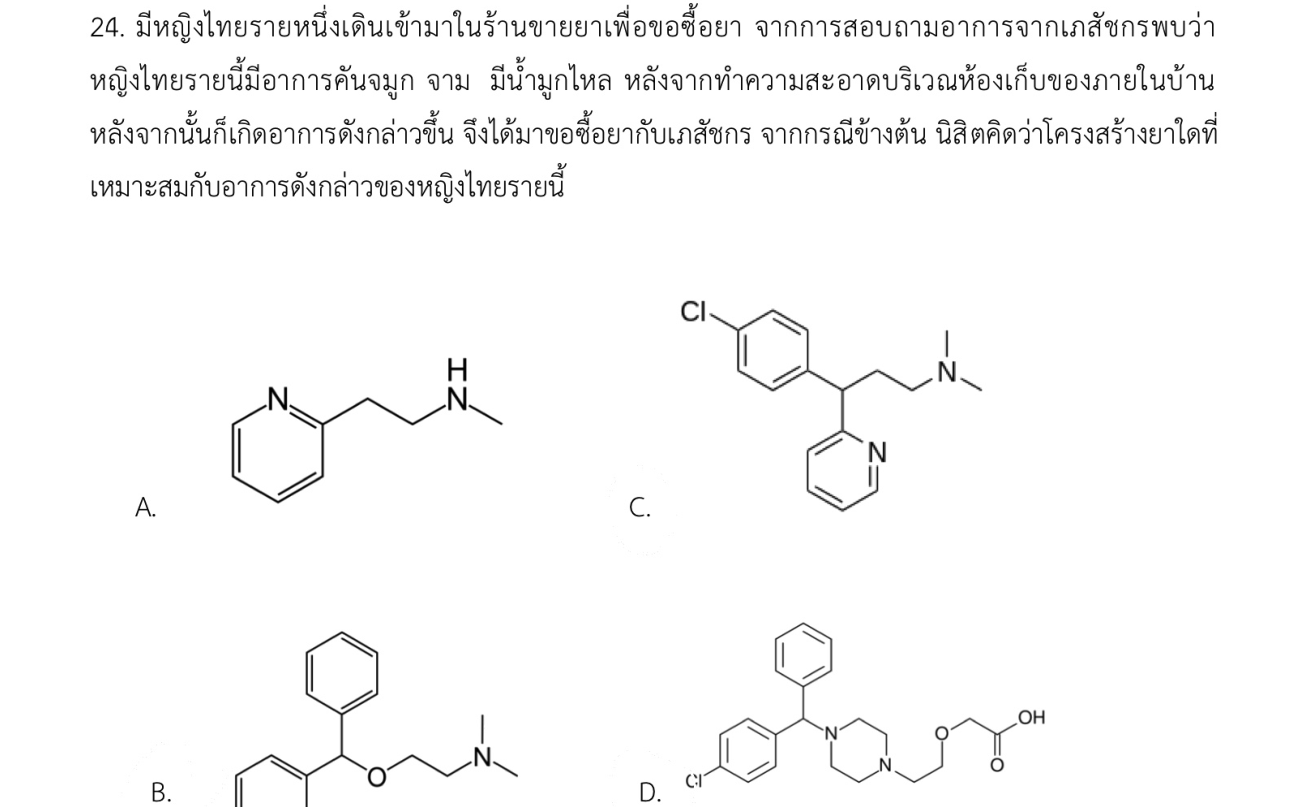 24. มีหญิงไทยรายหนึ่งเดินเข้ามาในร้านขายยาเพื่อขอซื้อยา จากการสอบถามอาการจากเภสัชกรพบว่า
หญิงไทยรายนี้มีอาการคันจมูก จาม มีน้ำมูกไหล หลังจากทำความสะอาดบริเวณห้องเก็บของภายในบ้าน
หลังจากนั้นก็เกิดอาการดังกล่าวขึ้น จึงได้มาขอซื้อยากับเภสัชกร จากกรณีข้างต้น นิสิตคิดว่าโครงสร้างยาใดที่
เหมาะสมกับอาการดังกล่าวของหญิงไทยรายนี้
Cl
N
H
N
N
N
A.
C.
OH
N
O
N
O
N
O
Cl
B.
D.